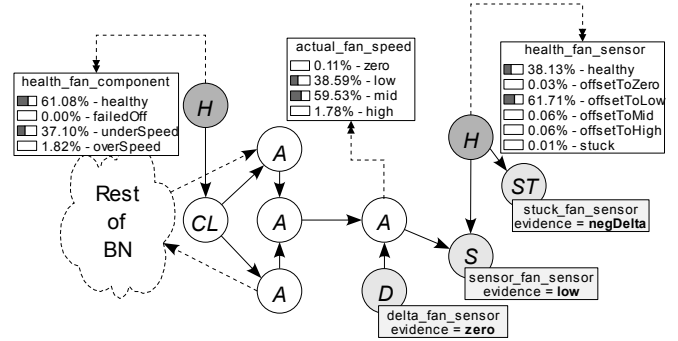 actual_fan_speed
0.11% - zero
38.59% - low
59.53% - mid
1.78% - high
health_fan_sensor
38.13% - healthy
0.03% - offsetToZero
61.71% - offsetToLow
0.06% - offsetToMid
0.06% - offsetToHigh
0.01% - stuck
health_fan_component
61.08% - healthy
0.00% - failedOff
37.10% - underSpeed
1.82% - overSpeed
H
H
A
ST
Rest
of
BN
CL
A
A
stuck_fan_sensor
evidence = negDelta
S
A
D
sensor_fan_sensor
evidence = low
delta_fan_sensor
evidence = zero